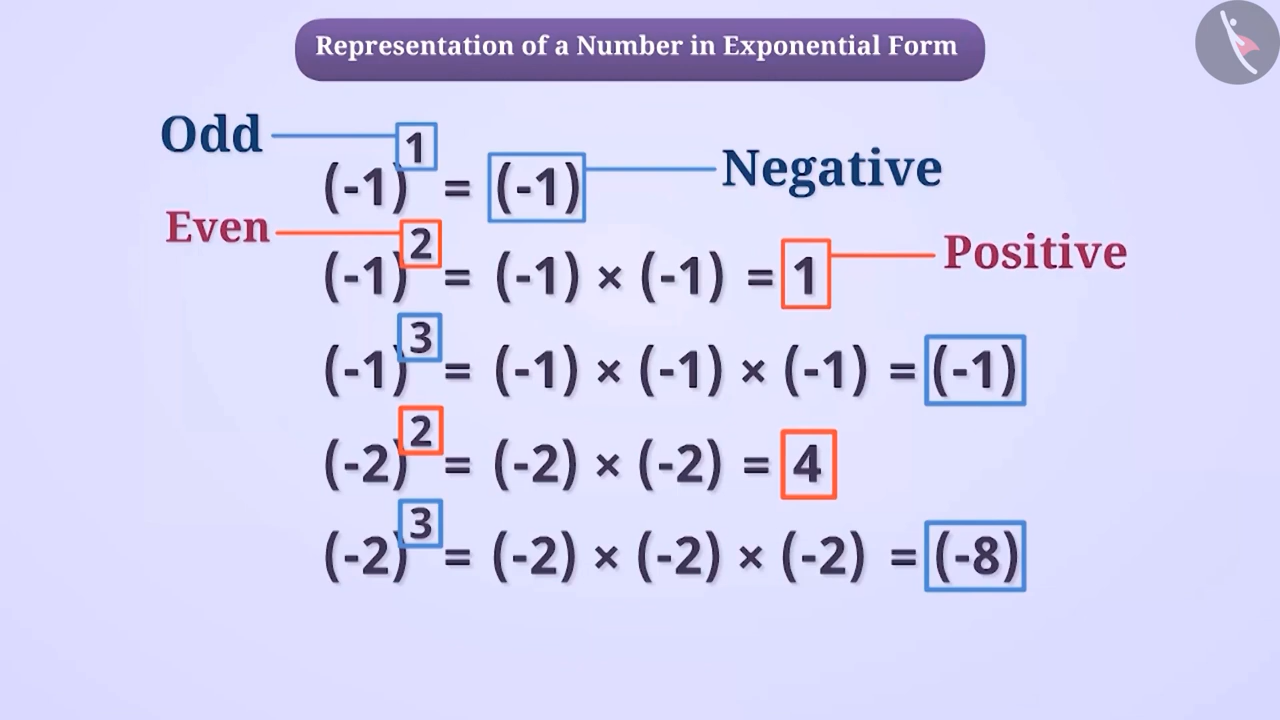 Representation of a Number in Exponential Form
Odd (-1)¹ = (-1) Negative
Even (-1)² = (-1) × (-1) = 1 Positive
(-1)³ = (-1) × (-1) × (-1) = (-1)
(-2)² = (-2) × (-2) = 4
(-2)³ = (-2) × (-2) × (-2) = (-8)